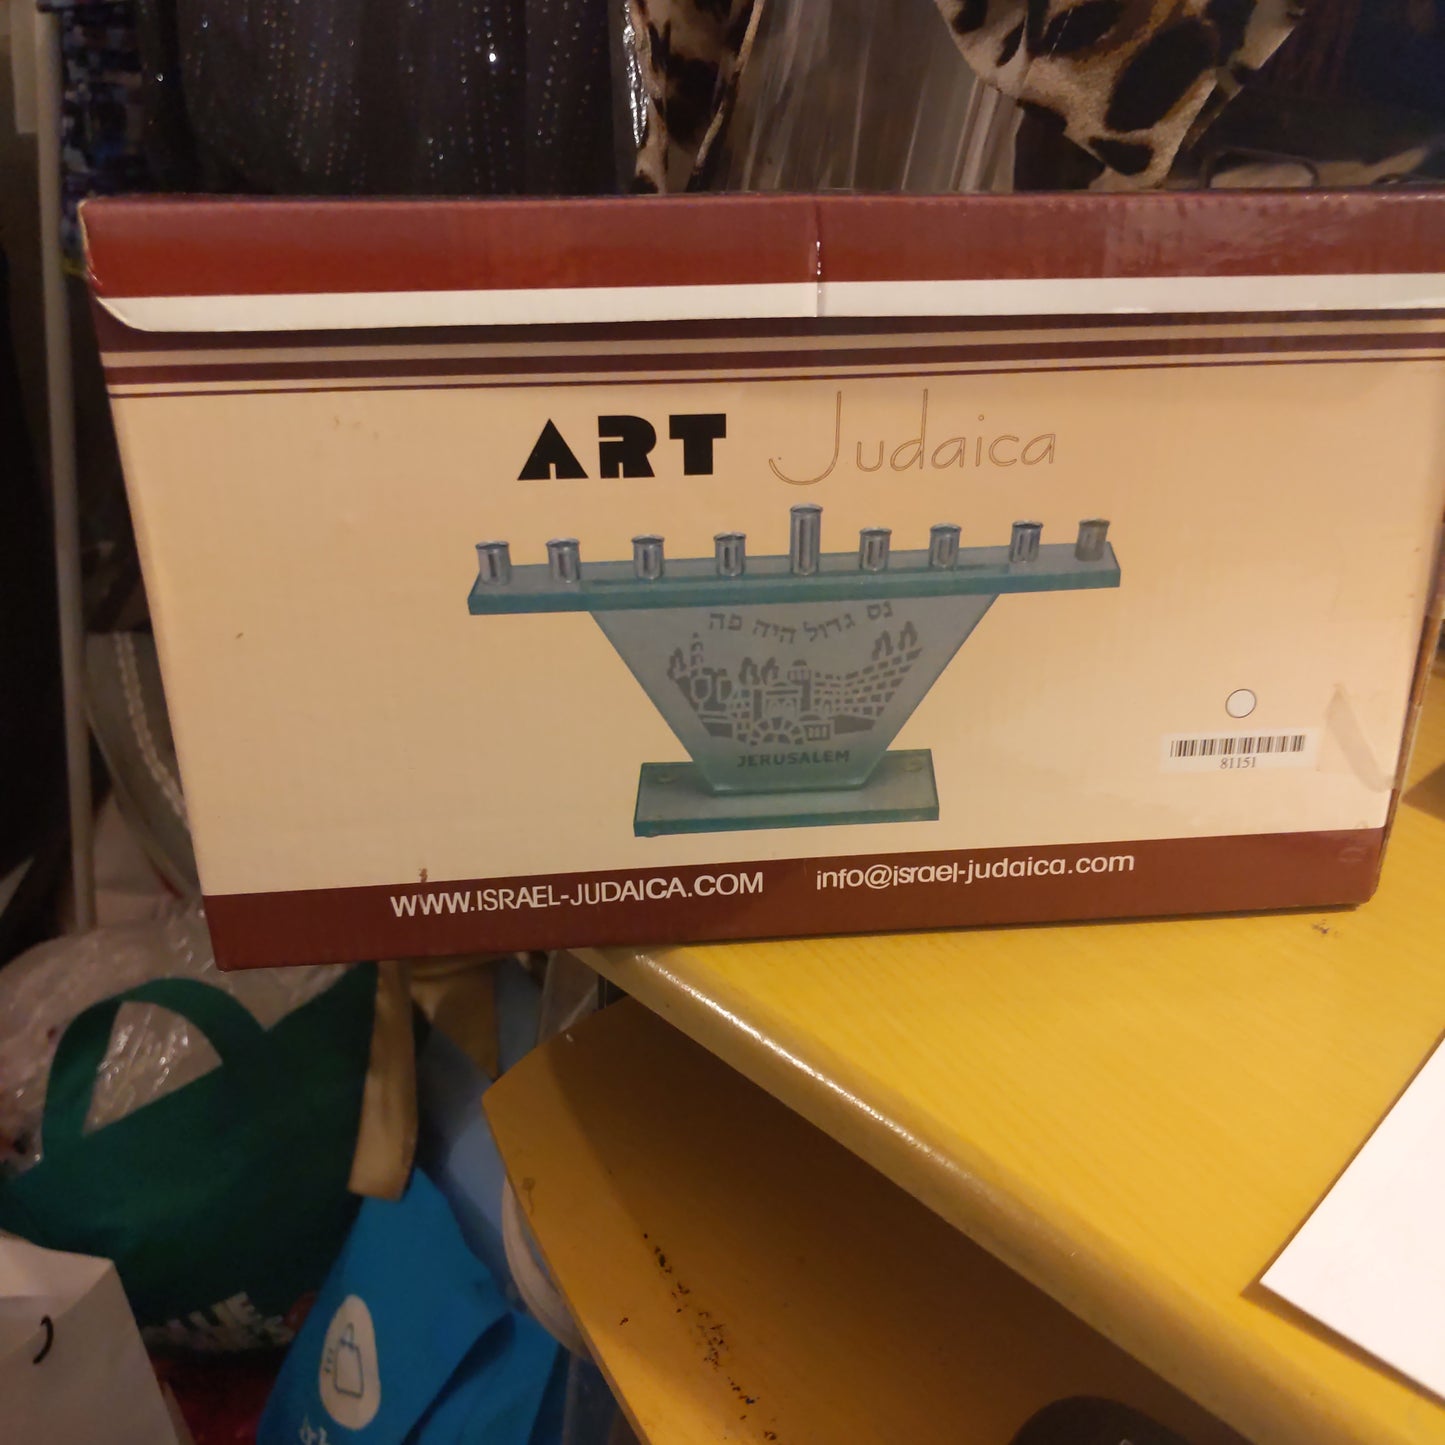 ART Judaica
נס גדול היה פה
JERUSALEM
81151
WWW.ISRAEL-JUDAICA.COM info@israel-judaica.com